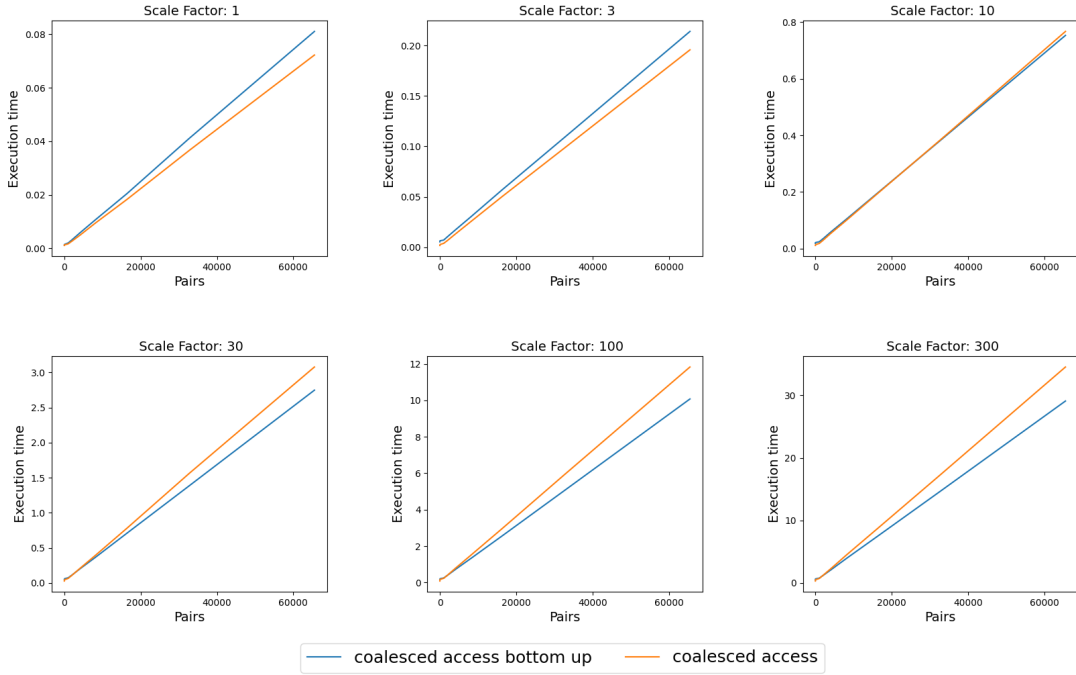 Scale Factor: 1
0.08
0.06
0.04
0.02
0.00
Execution time
0 20000 40000 60000
Pairs
Scale Factor: 3
0.20
0.15
0.10
0.05
0.00
Execution time
0 20000 40000 60000
Pairs
Scale Factor: 10
0.8
0.6
0.4
0.2
0.0
Execution time
0 20000 40000 60000
Pairs
Scale Factor: 30
3.0
2.5
2.0
1.5
1.0
0.5
0.0
Execution time
0 20000 40000 60000
Pairs
Scale Factor: 100
12
10
8
6
4
2
0
Execution time
0 20000 40000 60000
Pairs
Scale Factor: 300
30
20
10
0
Execution time
0 20000 40000 60000
Pairs
coalesced access bottom up
coalesced access